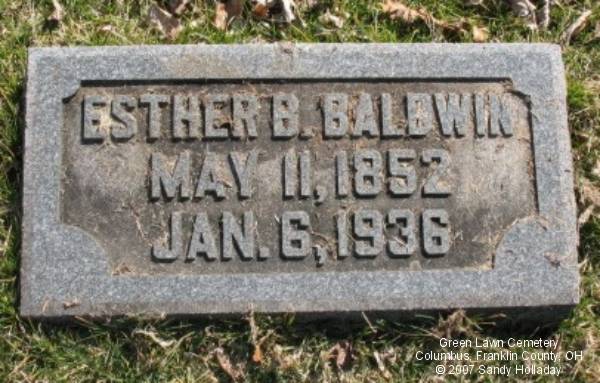 ESTHER B. BALDWIN
MAY 11, 1852
JAN. 6, 1936
Green Lawn Cemetery
Columbus, Franklin County, OH
© 2007 Sandy Holladay